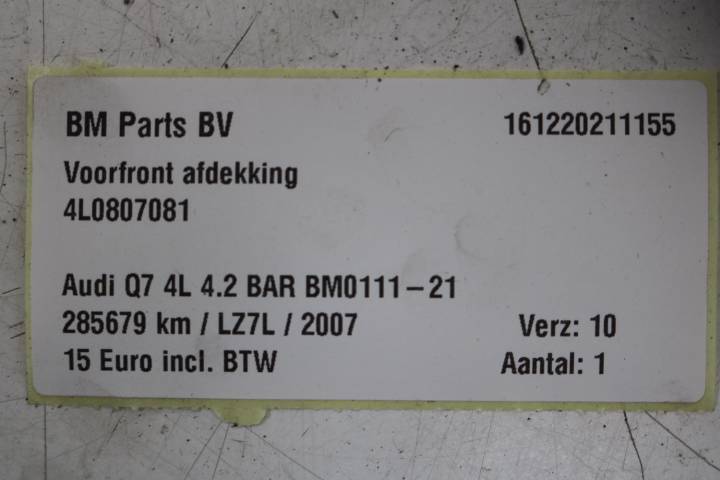 BM Parts BV 161220211155
Voorfront afdekking
4L0807081
Audi Q7 4L 4.2 BAR BM0111-21
285679 km / LZ7L / 2007 Verz: 10
15 Euro incl. BTW Aantal: 1